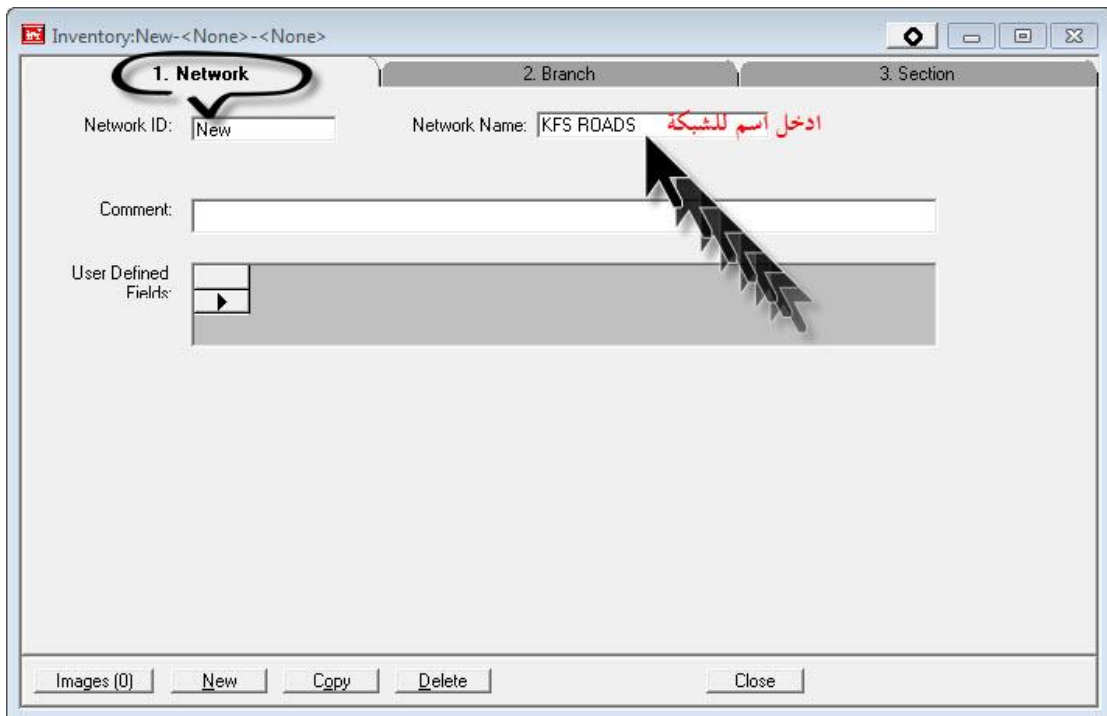 Inventory:New-<None>-<None>
1. Network
2. Branch
3. Section
Network ID: New
Network Name: KFS ROADS ادخل اسم للشبكة
Comment:
User Defined
Fields:
Images (0) New Copy Delete Close